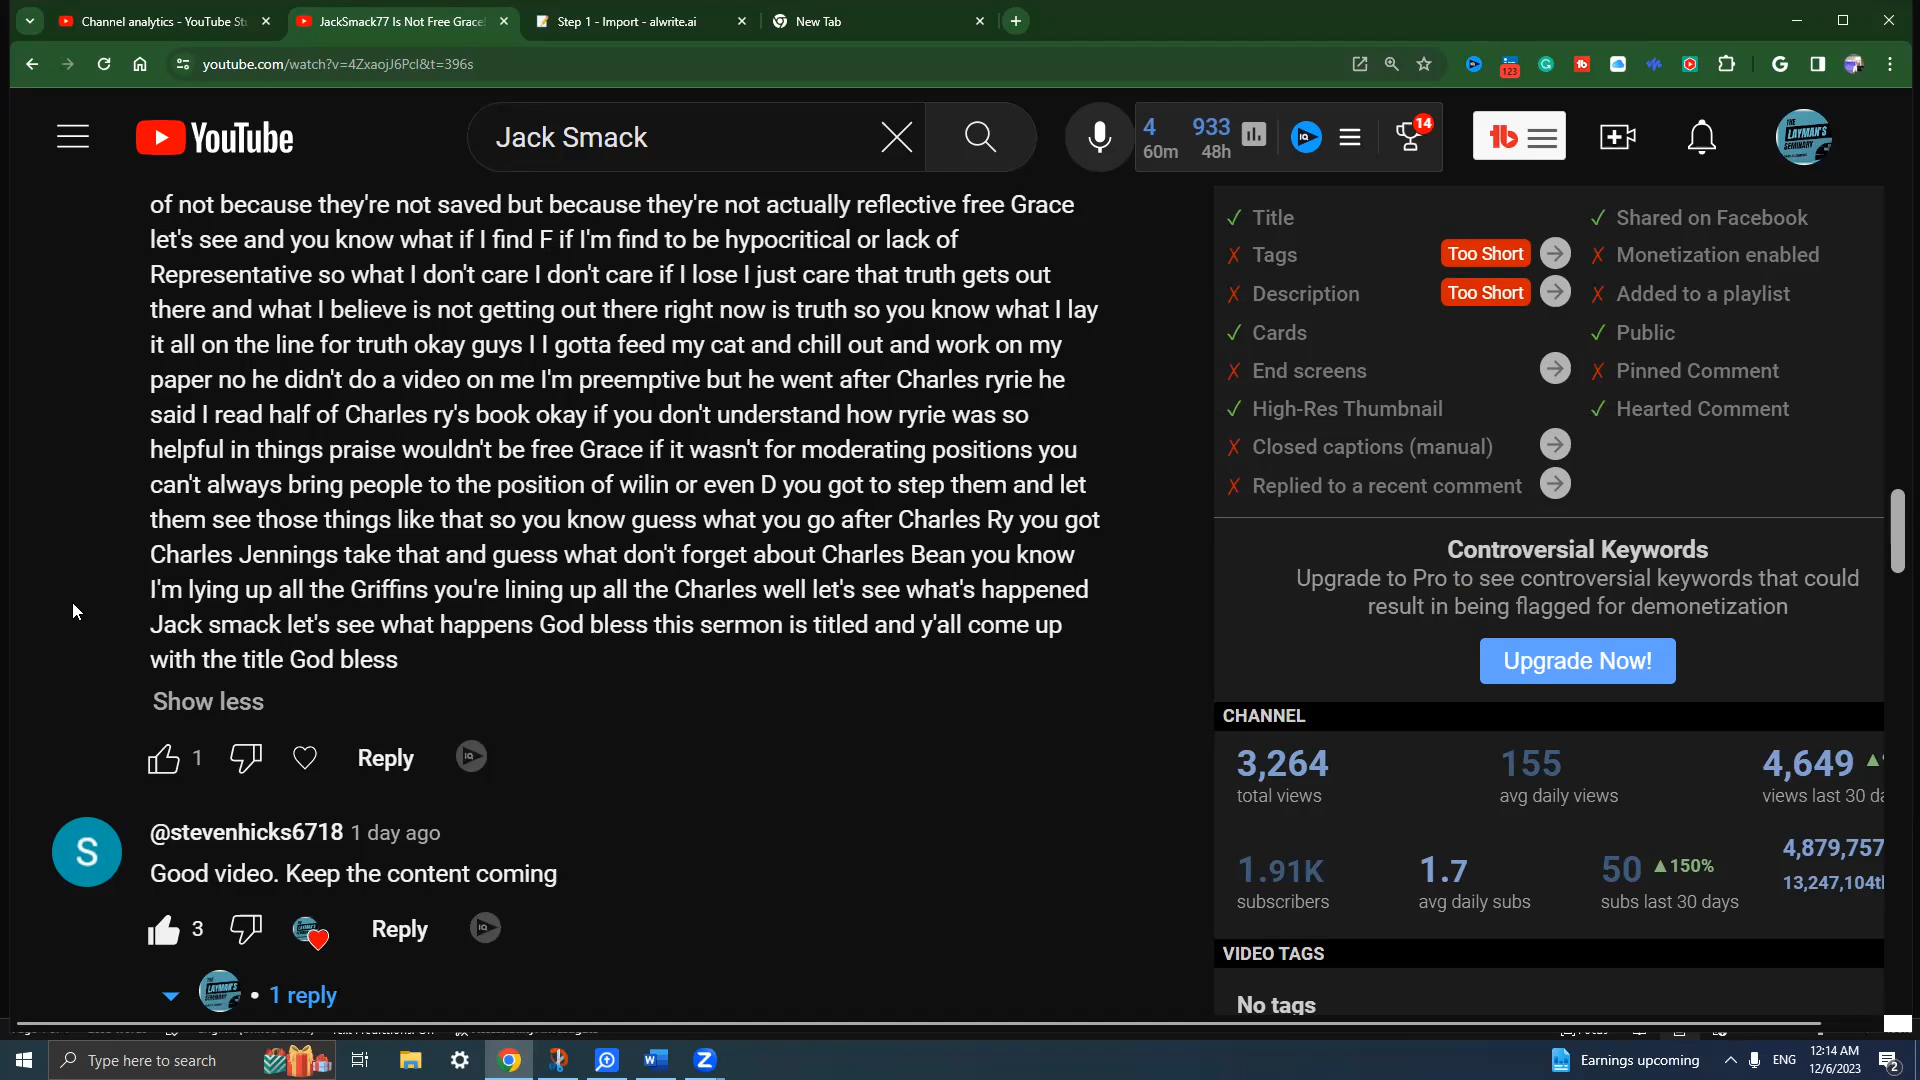 Channel analytics - YouTube Stu
JackSmack77 Is Not Free Grace
Step 1 - Import - alwrite.ai
New Tab
youtube.com/watch?v=4ZxaojJ6PcI&t=396s
123
YouTube
Jack Smack
4
60m
933
48h
14
of not because they're not saved but because they're not actually reflective free Grace
let's see and you know what if I find F if I'm find to be hypocritical or lack of
Representative so what I don't care I don't care if I lose I just care that truth gets out
there and what I believe is not getting out there right now is truth so you know what I lay
it all on the line for truth okay guys I I gotta feed my cat and chill out and work on my
paper no he didn't do a video on me I'm preemptive but he went after Charles ryrie he
said I read half of Charles ry's book okay if you don't understand how ryrie was so
helpful in things praise wouldn't be free Grace if it wasn't for moderating positions you
can't always bring people to the position of wilin or even D you got to step them and let
them see those things like that so you know guess what you go after Charles Ry you got
Charles Jennings take that and guess what don't forget about Charles Bean you know
I'm lying up all the Griffins you're lining up all the Charles well let's see what's happened
Jack smack let's see what happens God bless this sermon is titled and y'all come up
with the title God bless
Show less
1
Reply
S
@stevenhicks6718 1 day ago
Good video. Keep the content coming
3
Reply
1 reply
Title
Tags
Too Short
Description
Too Short
Cards
End screens
High-Res Thumbnail
Closed captions (manual)
Replied to a recent comment
Shared on Facebook
Monetization enabled
Added to a playlist
Public
Pinned Comment
Hearted Comment
Controversial Keywords
Upgrade to Pro to see controversial keywords that could
result in being flagged for demonetization
Upgrade Now!
CHANNEL
3,264
total views
155
avg daily views
4,649
views last 30 da
1.91K
subscribers
1.7
avg daily subs
50 ▲150%
subs last 30 days
4,879,757
13,247,104th
VIDEO TAGS
No tags
Type here to search
Earnings upcoming
ENG
12:14 AM
12/6/2023
2